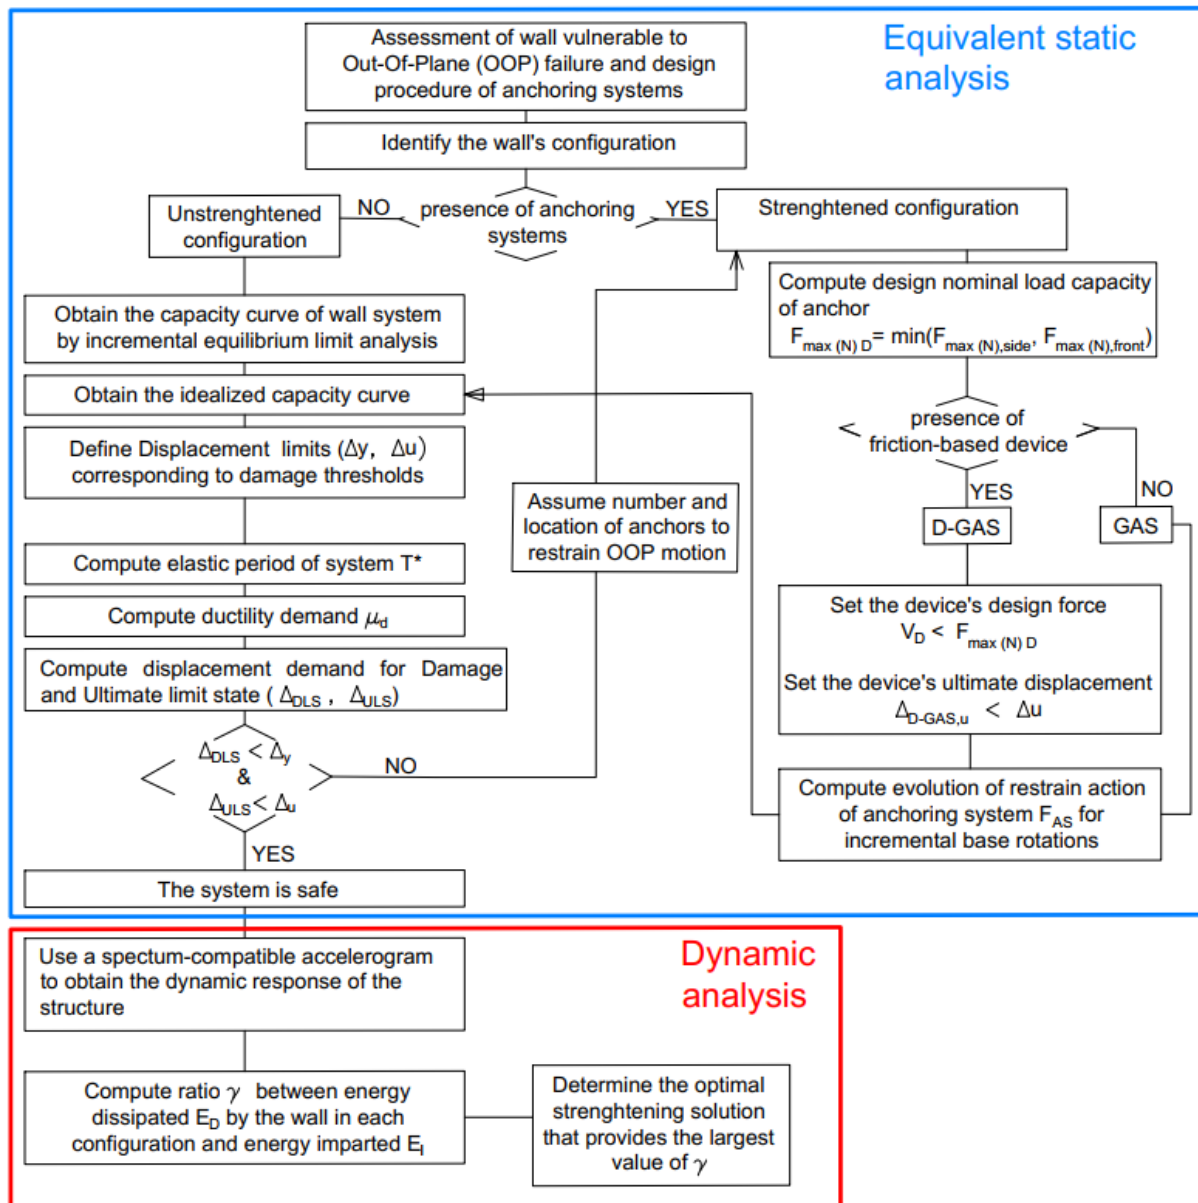 Equivalent static
analysis
Assessment of wall vulnerable to
Out-Of-Plane (OOP) failure and design
procedure of anchoring systems
Identify the wall's configuration
NO
presence of anchoring
systems
YES
Unstrenghtened
configuration
Strenghtened configuration
Obtain the capacity curve of wall system
by incremental equilibrium limit analysis
Obtain the idealized capacity curve
Define Displacement limits (Δy, Δu)
corresponding to damage thresholds
Compute elastic period of system T*
Compute ductility demand μd
Compute displacement demand for Damage
and Ultimate limit state ( ΔDLS , ΔULS)
ΔDLS < Δy
&
ΔULS < Δu
NO
YES
The system is safe
Assume number and
location of anchors to
restrain OOP motion
Compute design nominal load capacity
of anchor
Fmax (N) D = min(Fmax (N),side, Fmax (N),front)
presence of
friction-based device
YES
NO
D-GAS
GAS
Set the device's design force
VD < Fmax (N) D
Set the device's ultimate displacement
ΔD-GAS,u < Δu
Compute evolution of restrain action
of anchoring system FAS for
incremental base rotations
Dynamic
analysis
Use a spectum-compatible accelerogram
to obtain the dynamic response of the
structure
Compute ratio γ between energy
dissipated ED by the wall in each
configuration and energy imparted EI
Determine the optimal
strenghtening solution
that provides the largest
value of γ